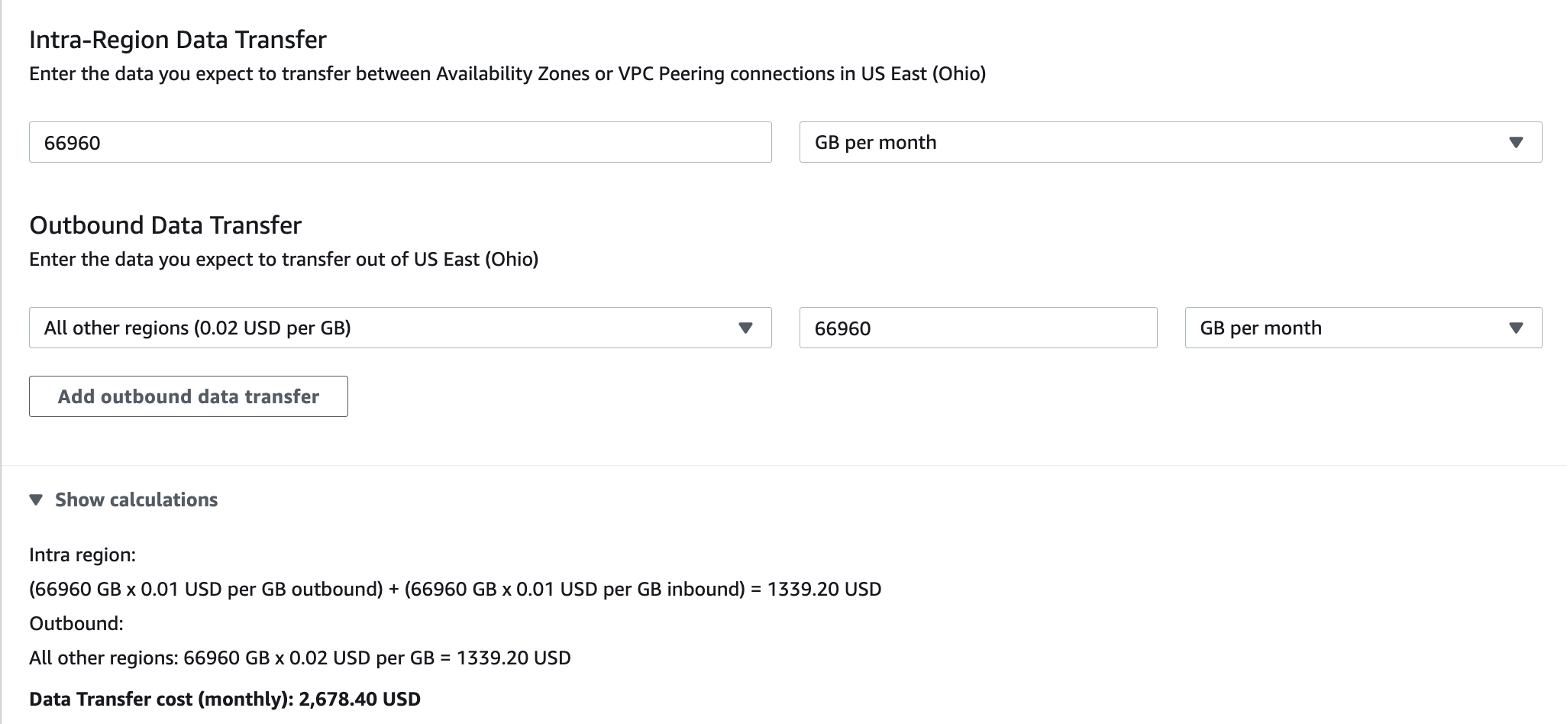 Intra-Region Data Transfer
Enter the data you expect to transfer between Availability Zones or VPC Peering connections in US East (Ohio)
66960
GB per month
Outbound Data Transfer
Enter the data you expect to transfer out of US East (Ohio)
All other regions (0.02 USD per GB)
66960
GB per month
Add outbound data transfer
Show calculations
Intra region:
(66960 GB x 0.01 USD per GB outbound) + (66960 GB x 0.01 USD per GB inbound) = 1339.20 USD
Outbound:
All other regions: 66960 GB x 0.02 USD per GB = 1339.20 USD
Data Transfer cost (monthly): 2,678.40 USD